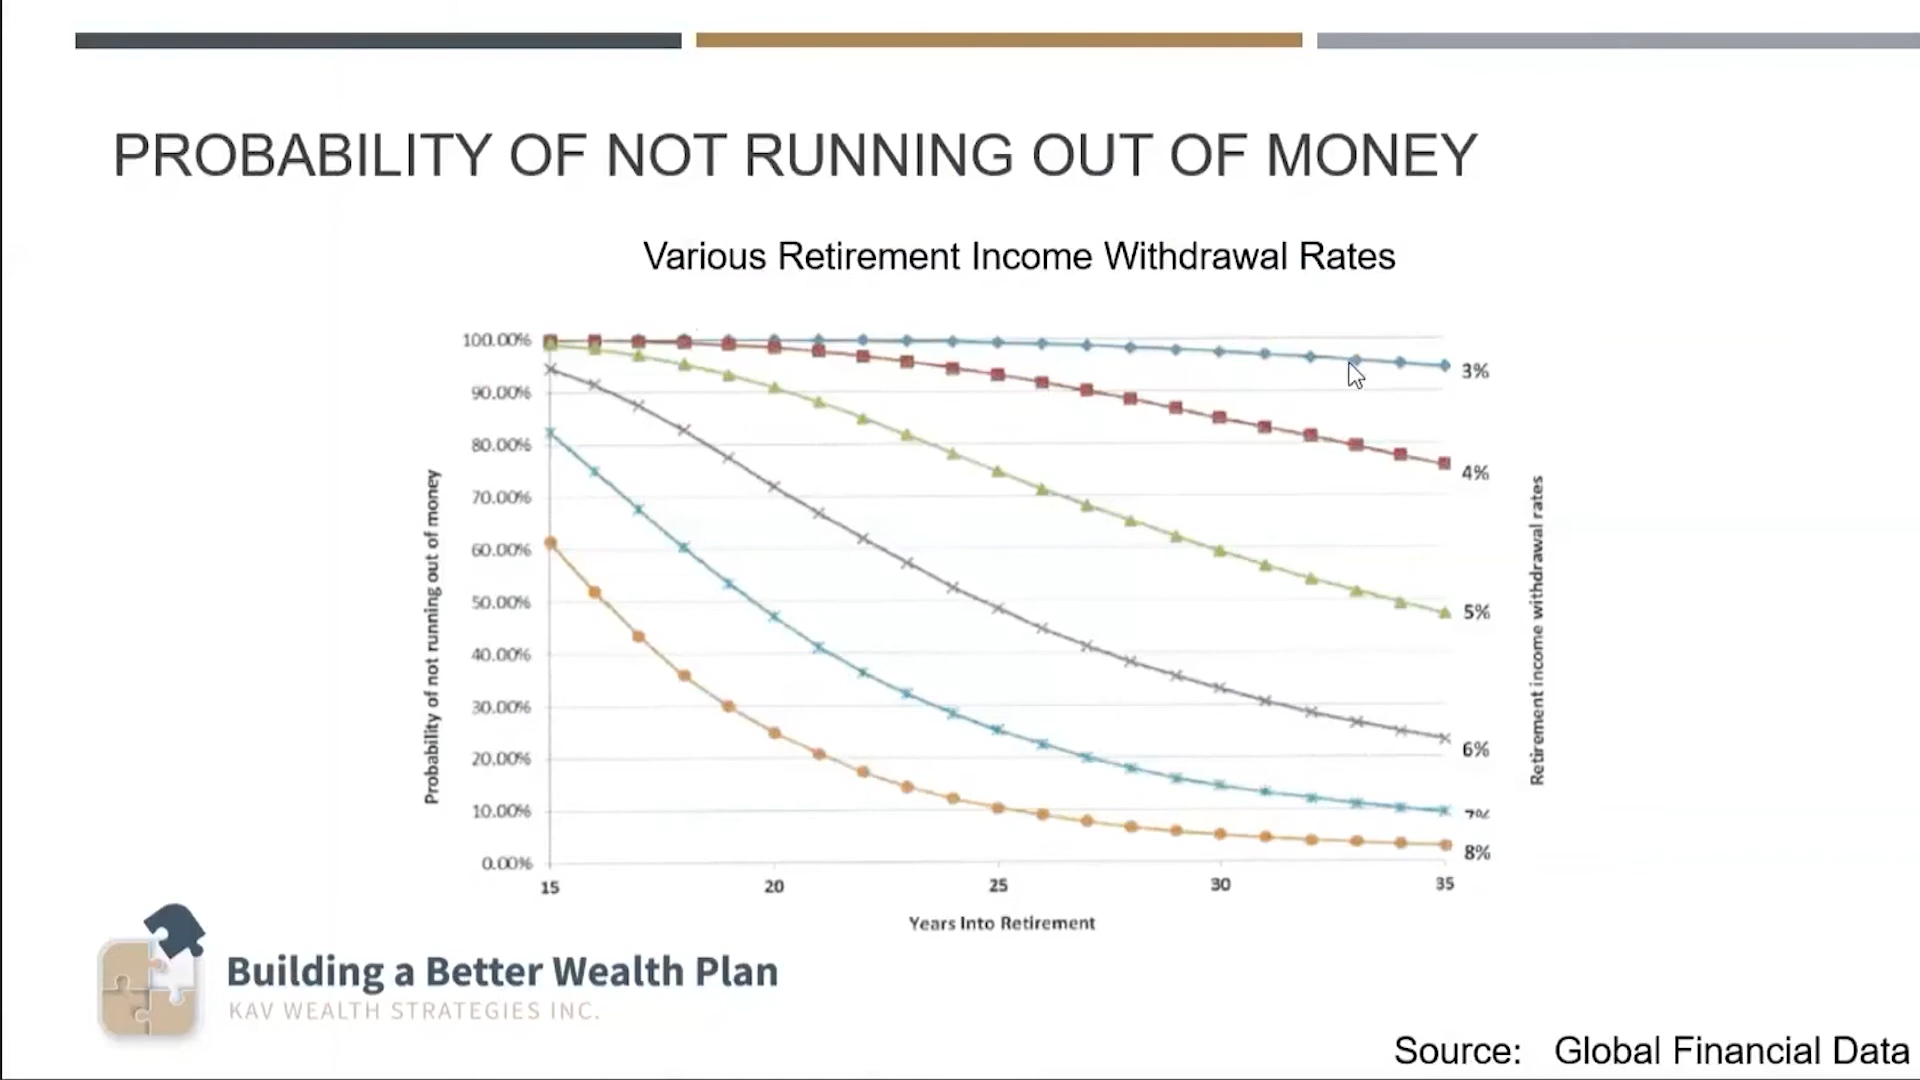 PROBABILITY OF NOT RUNNING OUT OF MONEY
Various Retirement Income Withdrawal Rates
Probability of not running out of money
100.00%
90.00%
80.00%
70.00%
60.00%
50.00%
40.00%
30.00%
20.00%
10.00%
0.00%
3%
4%
5%
6%
7%
8%
Retirement income withdrawal rates
15 20 25 30 35
Years Into Retirement
Building a Better Wealth Plan
KAV WEALTH STRATEGIES INC.
Source: Global Financial Data